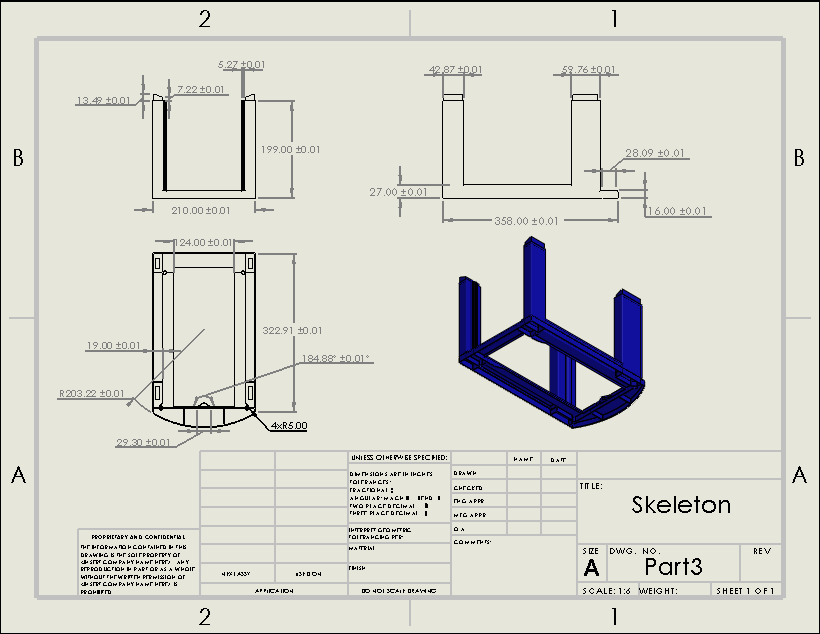 2 1
5.27 ±0.01
7.22 ±0.01
13.49 ±0.01
199.00 ±0.01
210.00 ±0.01
42.87 ±0.01
59.76 ±0.01
28.09 ±0.01
27.00 ±0.01
16.00 ±0.01
358.00 ±0.01
B B
124.00 ±0.01
322.91 ±0.01
19.00 ±0.01
184.88° ±0.01°
R203.22 ±0.01
4xR5.00
29.30 ±0.01
A A
UNLESS OTHERWISE SPECIFIED:
DIMENSIONS ARE IN INCHES
TOLERANCES:
FRACTIONAL
ANGULAR: MACH BEND
TWO PLACE DECIMAL
THREE PLACE DECIMAL
INTERPRET GEOMETRIC
TOLERANCING PER:
MATERIAL
FINISH
DO NOT SCALE DRAWING
NAME DATE
DRAWN
CHECKED
ENG APPR.
MFG APPR.
Q.A.
COMMENTS:
PROPRIETARY AND CONFIDENTIAL
THE INFORMATION CONTAINED IN THIS
DRAWING IS THE SOLE PROPERTY OF
<INSERT COMPANY NAME HERE>. ANY
REPRODUCTION IN PART OR AS A WHOLE
WITHOUT THE WRITTEN PERMISSION OF
<INSERT COMPANY NAME HERE> IS
PROHIBITED.
NEXT ASSY USED ON
APPLICATION
TITLE:
Skeleton
SIZE DWG. NO. REV
A Part3
SCALE: 1:6 WEIGHT: SHEET 1 OF 1
2 1